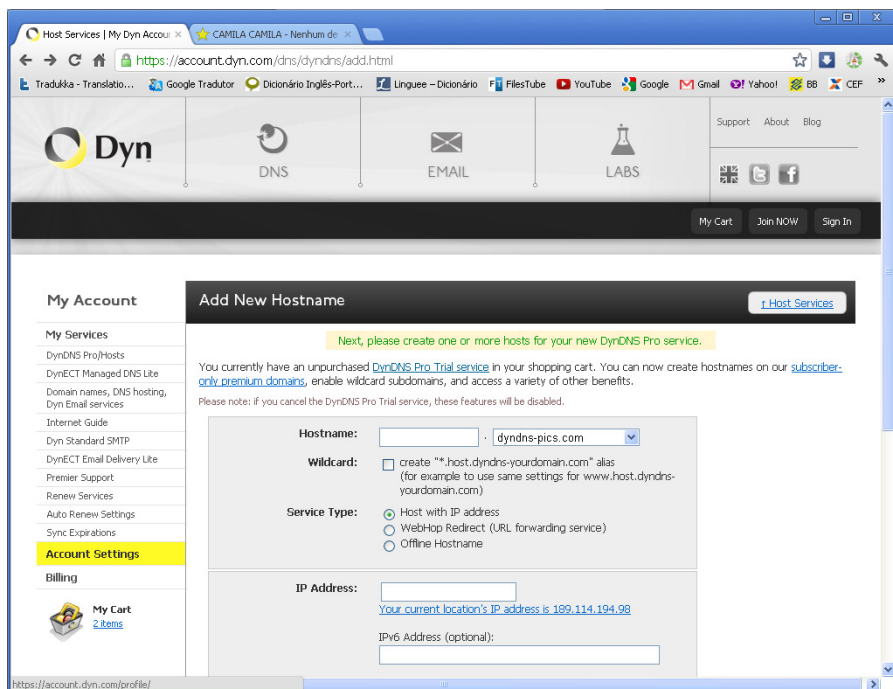 Host Services | My Dyn Accou
CAMILA CAMILA - Nenhum de
https://account.dyn.com/dns/dyndns/add.html
Tradukka - Translatio... Google Tradutor Dicionário Inglês-Port... Linguee – Dicionário FilesTube YouTube Google Gmail Yahoo! BB CEF »
Dyn
DNS
EMAIL
LABS
Support About Blog
My Cart Join NOW Sign In
My Account
My Services
DynDNS Pro/Hosts
DynECT Managed DNS Lite
Domain names, DNS hosting,
Dyn Email services
Internet Guide
Dyn Standard SMTP
DynECT Email Delivery Lite
Premier Support
Renew Services
Auto Renew Settings
Sync Expirations
Account Settings
Billing
My Cart
2 items
Add New Hostname
↑ Host Services
Next, please create one or more hosts for your new DynDNS Pro service.
You currently have an unpurchased DynDNS Pro Trial service in your shopping cart. You can now create hostnames on our subscriber-
only premium domains, enable wildcard subdomains, and access a variety of other benefits.
Please note: if you cancel the DynDNS Pro Trial service, these features will be disabled.
Hostname: . dyndns-pics.com
Wildcard: create "*.host.dyndns-yourdomain.com" alias
(for example to use same settings for www.host.dyndns-
yourdomain.com)
Service Type: Host with IP address
WebHop Redirect (URL forwarding service)
Offline Hostname
IP Address:
Your current location's IP address is 189.114.194.98
IPv6 Address (optional):
https://account.dyn.com/profile/